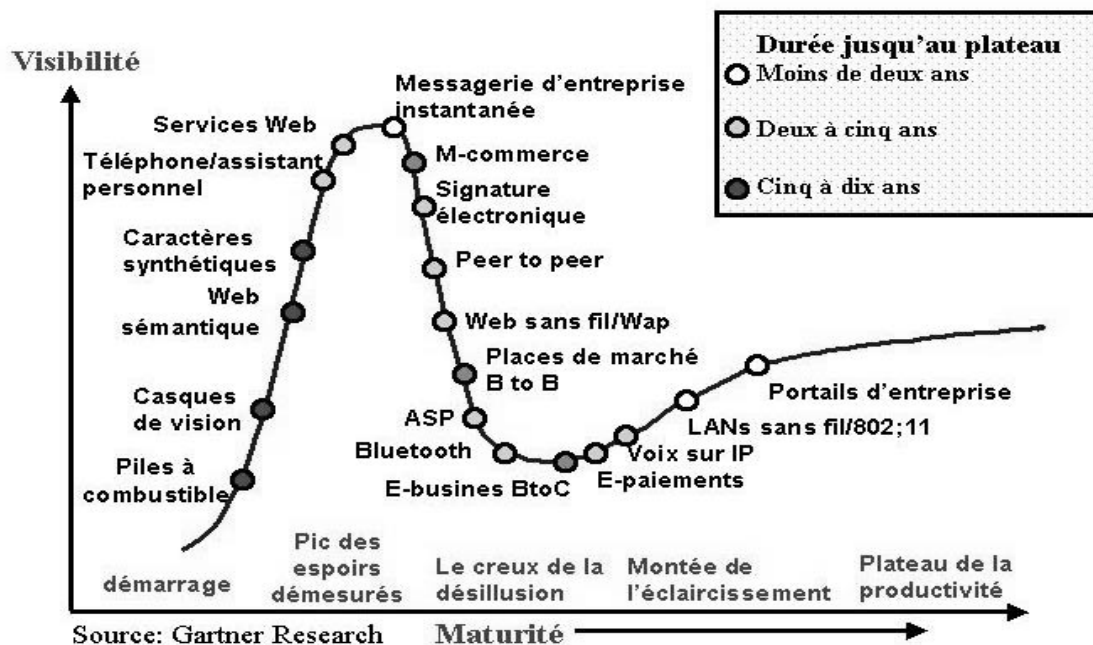 Durée jusqu'au plateau
Moins de deux ans
Deux à cinq ans
Cinq à dix ans
Visibilité
Messagerie d'entreprise
instantanée
Services Web
M-commerce
Téléphone/assistant
personnel
Signature
électronique
Caractères
synthétiques
Peer to peer
Web
sémantique
Web sans fil/Wap
Places de marché
B to B
Portails d'entreprise
Casques
de vision
ASP
LANs sans fil/802;11
Bluetooth
Voix sur IP
Piles à
combustible
E-busines BtoC
E-paiements
démarrage
Pic des
espoirs
démesurés
Le creux de la
désillusion
Montée de
l'éclaircissement
Plateau de la
productivité
Source: Gartner Research
Maturité